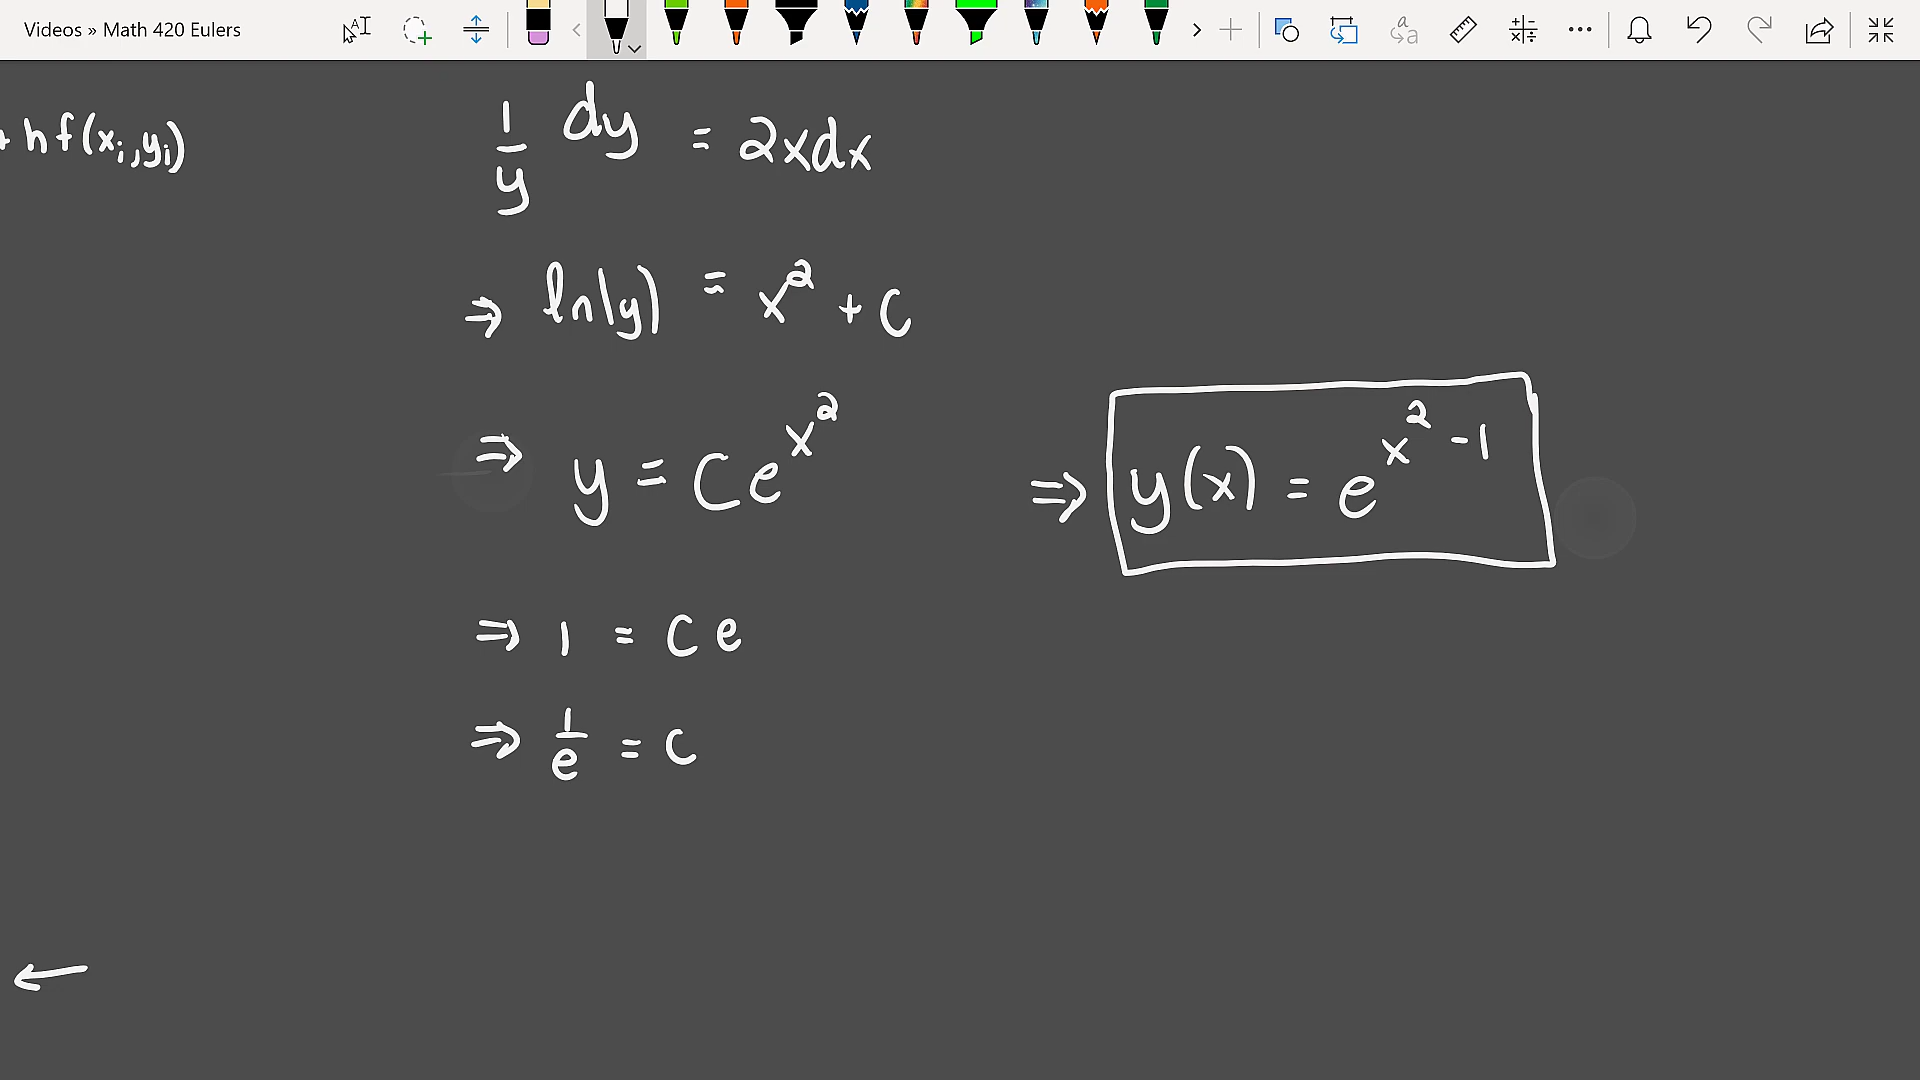 Videos » Math 420 Eulers
+ hf(xᵢ,yᵢ)
1/y dy = 2xdx
⇒ ln(y) = x² + C
⇒ y = Ce^x²
⇒ y(x) = e^x²-1
⇒ 1 = Ce
⇒ 1/e = C
←